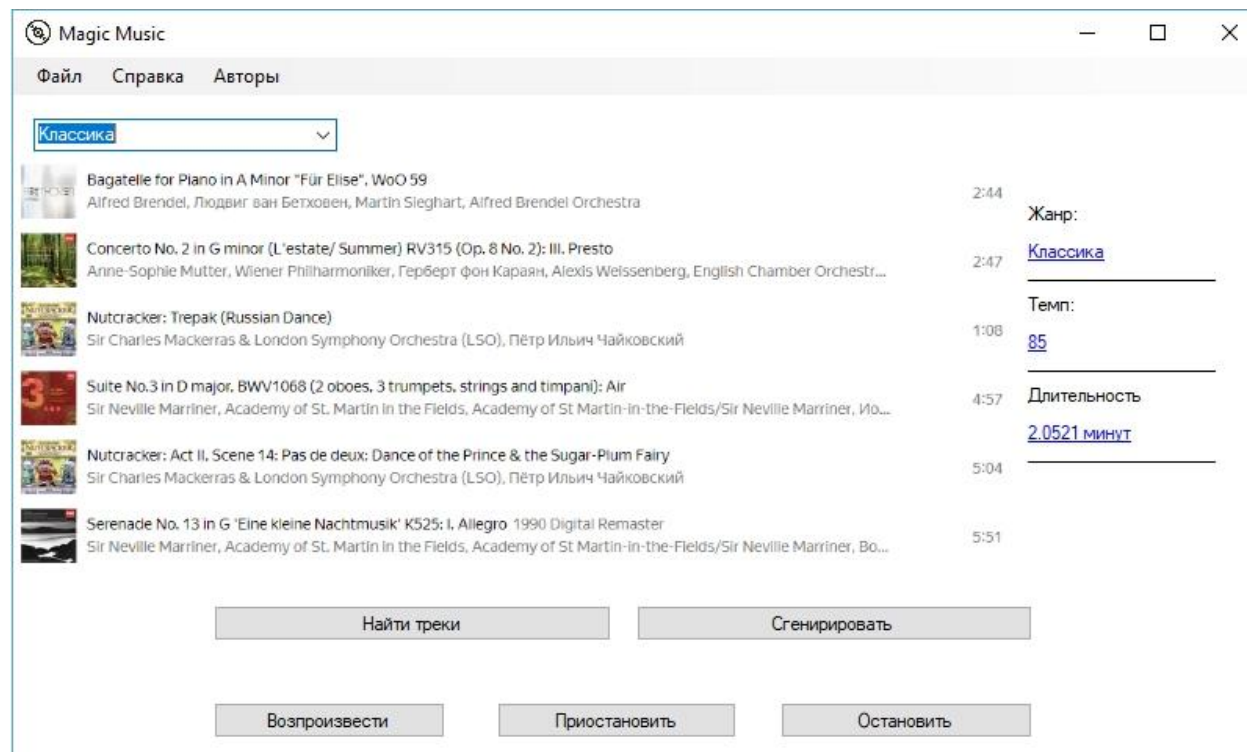 Magic Music
Файл Справка Авторы
Классика
Bagatelle for Piano in A Minor "Für Elise", WoO 59
Alfred Brendel, Людвиг ван Бетховен, Martin Sieghart, Alfred Brendel Orchestra
2:44
Concerto No. 2 in G minor (L'estate/ Summer) RV315 (Op. 8 No. 2): III. Presto
Anne-Sophie Mutter, Wiener Philharmoniker, Герберт фон Караян, Alexis Weissenberg, English Chamber Orchestr...
2:47
Nutcracker: Trepak (Russian Dance)
Sir Charles Mackerras & London Symphony Orchestra (LSO), Пётр Ильич Чайковский
1:08
Suite No.3 in D major, BWV1068 (2 oboes, 3 trumpets, strings and timpani): Air
Sir Neville Marriner, Academy of St. Martin in the Fields, Academy of St Martin-in-the-Fields/Sir Neville Marriner, Ио...
4:57
Nutcracker: Act II, Scene 14: Pas de deux: Dance of the Prince & the Sugar-Plum Fairy
Sir Charles Mackerras & London Symphony Orchestra (LSO), Пётр Ильич Чайковский
5:04
Serenade No. 13 in G 'Eine kleine Nachtmusik' K525: I, Allegro 1990 Digital Remaster
Sir Neville Marriner, Academy of St. Martin in the Fields, Academy of St Martin-in-the-Fields/Sir Neville Marriner, Во...
5:51
Жанр:
Классика
Темп:
85
Длительность
2.0521 минут
Найти треки
Сгенирировать
Возпроизвести
Приостановить
Остановить